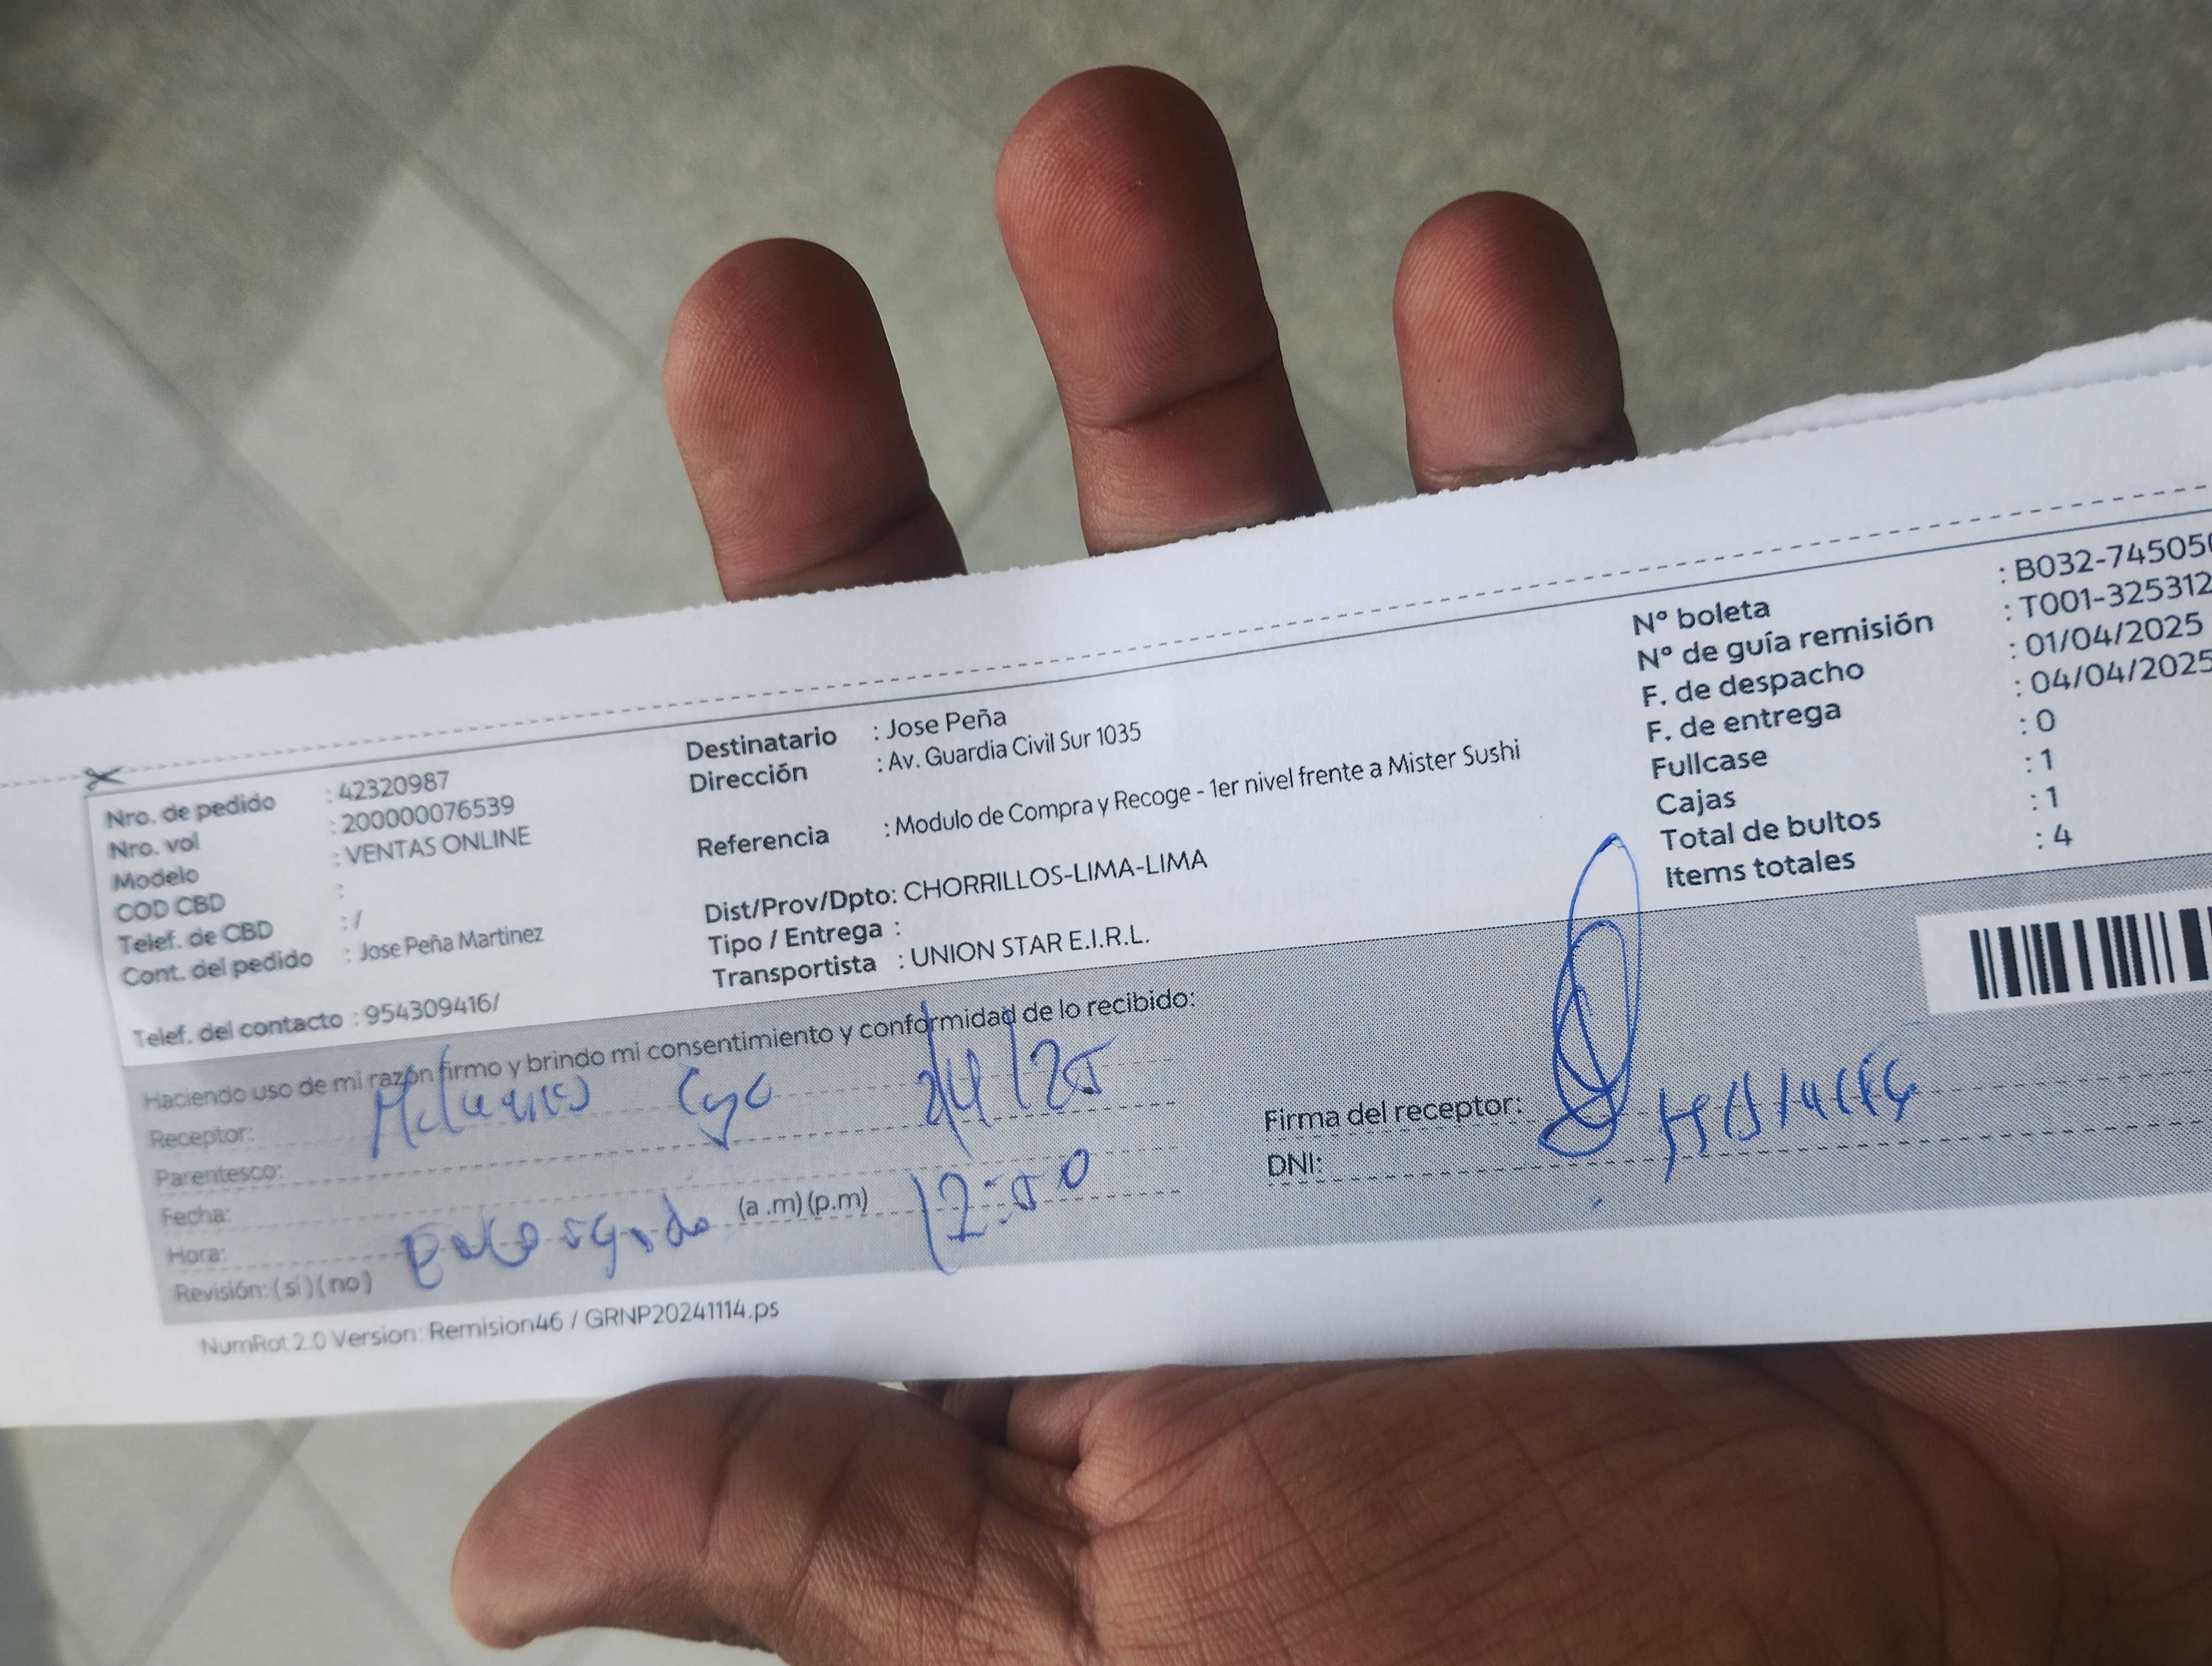 Nro. de pedido : 42320987
Nro. vol : 200000076539
Modelo : VENTAS ONLINE
COD CBD :
Telef. de CBD : /
Cont. del pedido : Jose Peña Martinez
Telef. del contacto : 954309416/
Destinatario : Jose Peña
Dirección : Av. Guardia Civil Sur 1035
Referencia : Modulo de Compra y Recoge - 1er nivel frente a Mister Sushi
Dist/Prov/Dpto: CHORRILLOS-LIMA-LIMA
Tipo / Entrega :
Transportista : UNION STAR E.I.R.L.
Nº boleta : B032-74505
Nº de guía remisión : T001-325312
F. de despacho : 01/04/2025
F. de entrega : 04/04/2025
Fullcase : 0
Cajas : 1
Total de bultos : 1
Items totales : 4
Haciendo uso de mi razón firmo y brindo mi consentimiento y conformidad de lo recibido:
Receptor:
Parentesco:
Fecha:
Hora: (a .m) (p.m) 12:50
Revisión: (si) (no)
Firma del receptor:
DNI:
NumRot 2.0 Version: Remision46 / GRNP20241114.ps